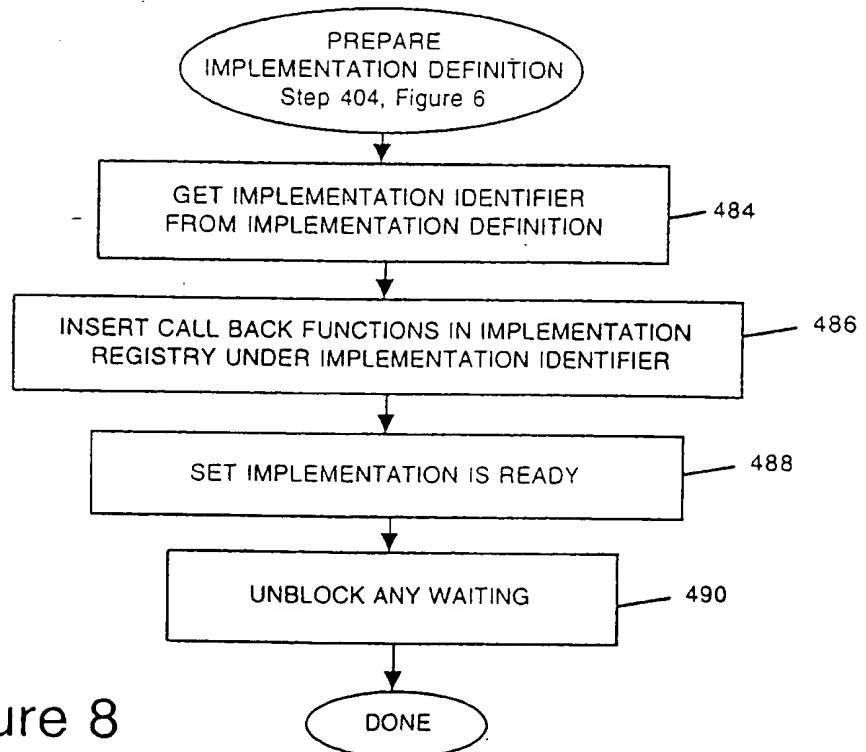 PREPARE
IMPLEMENTATION DEFINITION
Step 404, Figure 6
GET IMPLEMENTATION IDENTIFIER
FROM IMPLEMENTATION DEFINITION
484
INSERT CALL BACK FUNCTIONS IN IMPLEMENTATION
REGISTRY UNDER IMPLEMENTATION IDENTIFIER
486
SET IMPLEMENTATION IS READY
488
UNBLOCK ANY WAITING
490
DONE
ure 8